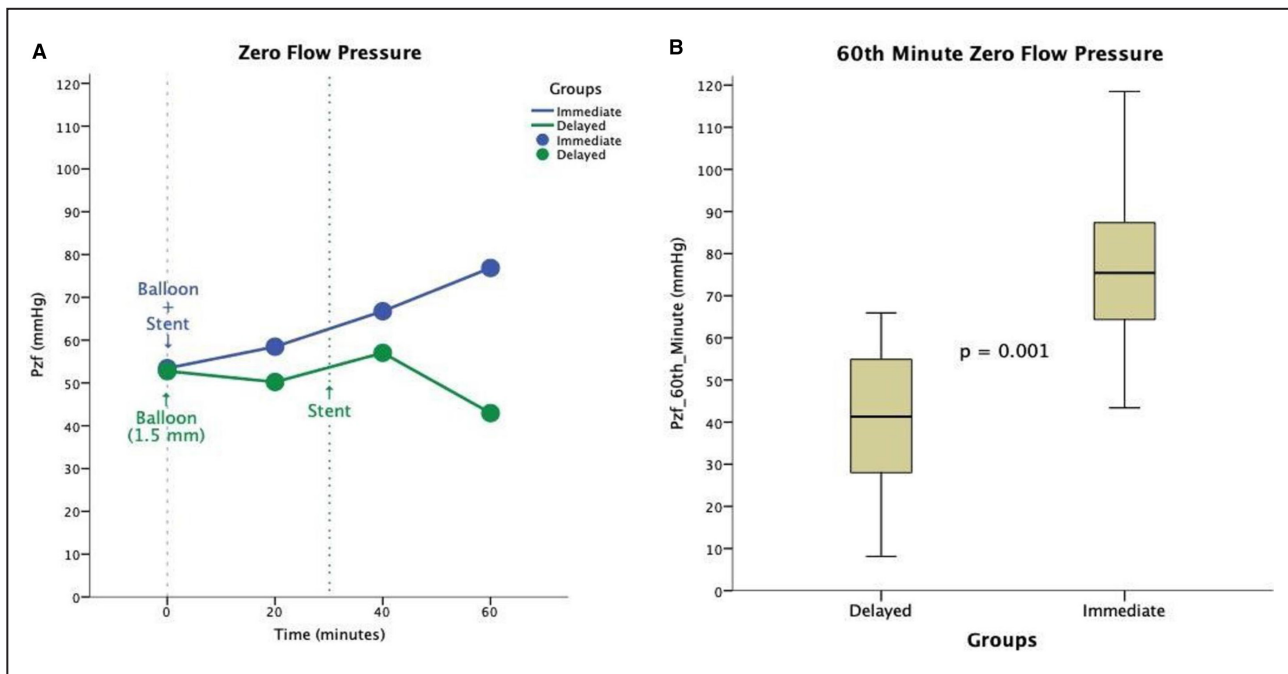 A
Zero Flow Pressure
120
110
100
90
80
70
60
50
40
30
20
10
0
Pzf (mmHg)
Balloon
+
Stent
↓
↑
Balloon
(1.5 mm)
↑
Stent
0 20 40 60
Time (minutes)
Groups
Immediate
Delayed
Immediate
Delayed
B
60th Minute Zero Flow Pressure
120
110
100
90
80
70
60
50
40
30
20
10
0
Pzf_60th_Minute (mmHg)
p = 0.001
Delayed Immediate
Groups